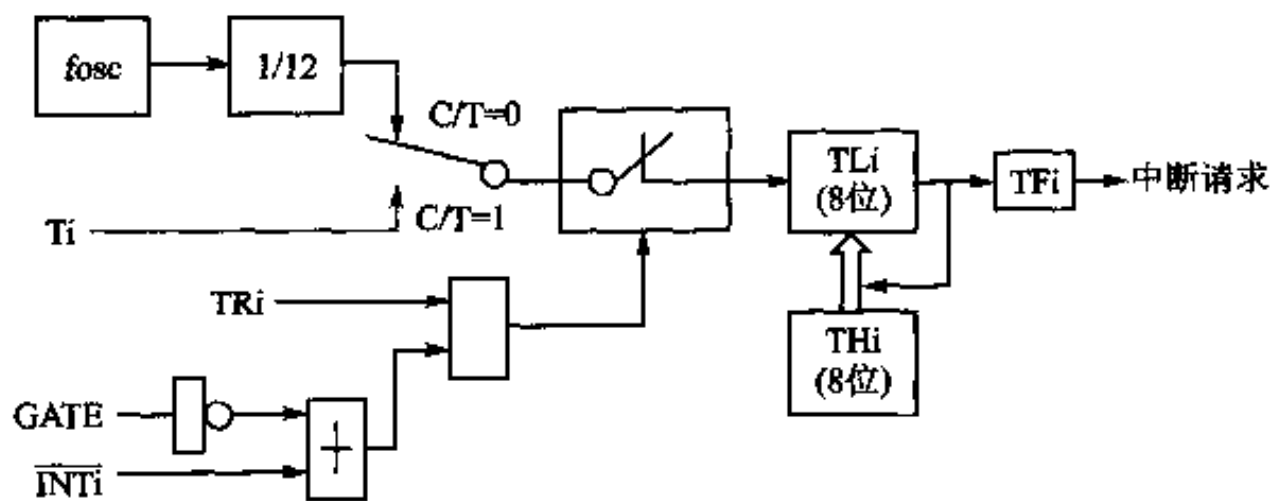 fosc
1/12
C/T=0
TLi
(8位)
TFi
中断请求
Ti
C/T=1
TRi
THi
(8位)
GATE
+
INTi